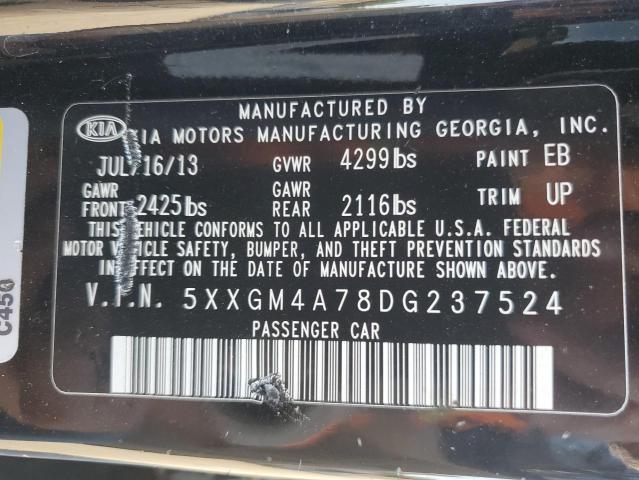 MANUFACTURED BY
KIA KIA MOTORS MANUFACTURING GEORGIA, INC.
JUL/16/13 GVWR 4299lbs PAINT EB
GAWR FRONT 2425lbs GAWR REAR 2116lbs TRIM UP
THIS VEHICLE CONFORMS TO ALL APPLICABLE U.S.A. FEDERAL
MOTOR VEHICLE SAFETY, BUMPER, AND THEFT PREVENTION STANDARDS
IN EFFECT ON THE DATE OF MANUFACTURE SHOWN ABOVE.
V.I.N. 5XXGM4A78DG237524
PASSENGER CAR
C450